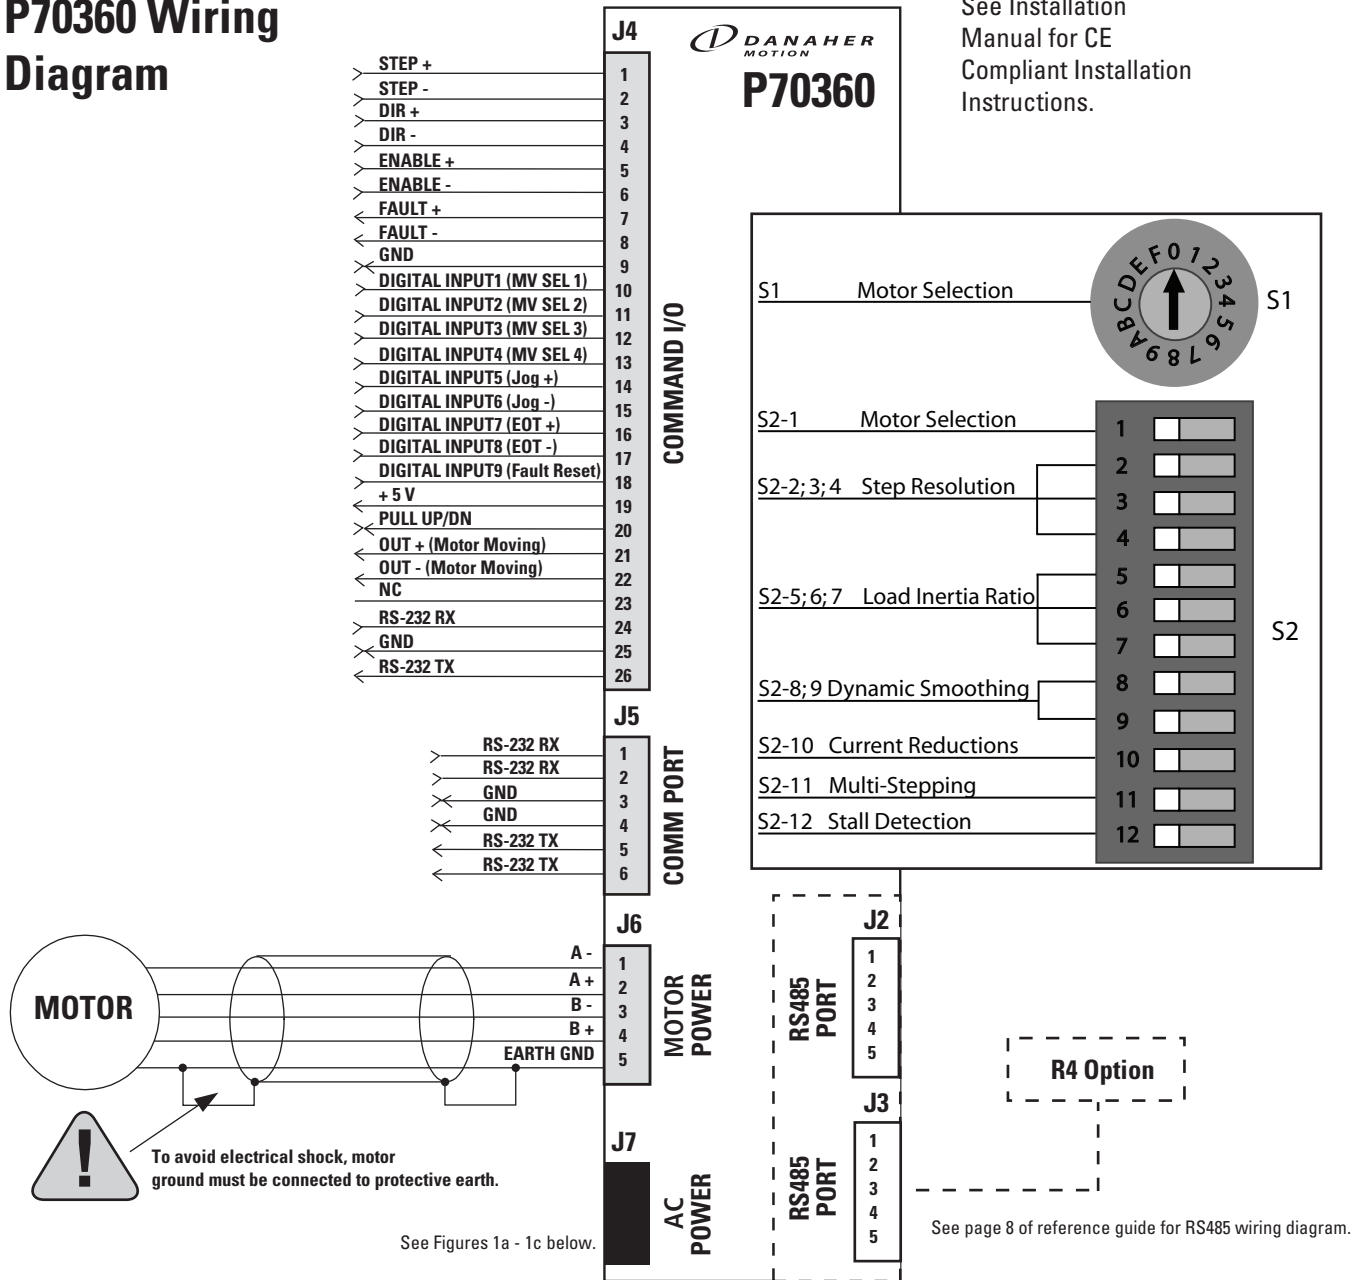 P70360 Wiring
Diagram
J4
DANAHER
MOTION
P70360
See Installation
Manual for CE
Compliant Installation
Instructions.
STEP + 1
STEP - 2
DIR + 3
DIR - 4
ENABLE + 5
ENABLE - 6
FAULT + 7
FAULT - 8
GND 9
DIGITAL INPUT1 (MV SEL 1) 10
DIGITAL INPUT2 (MV SEL 2) 11
DIGITAL INPUT3 (MV SEL 3) 12
DIGITAL INPUT4 (MV SEL 4) 13
DIGITAL INPUT5 (Jog +) 14
DIGITAL INPUT6 (Jog -) 15
DIGITAL INPUT7 (EOT +) 16
DIGITAL INPUT8 (EOT -) 17
DIGITAL INPUT9 (Fault Reset) 18
+ 5 V 19
PULL UP/DN 20
OUT + (Motor Moving) 21
OUT - (Motor Moving) 22
NC 23
RS-232 RX 24
GND 25
RS-232 TX 26
COMMAND I/O
S1 Motor Selection
0 1 2 3 4 5 6 7 8 9 A B C D E F
S1
S2-1 Motor Selection 1
S2-2; 3; 4 Step Resolution 2
3
4
S2-5; 6; 7 Load Inertia Ratio 5
6
7
S2
S2-8; 9 Dynamic Smoothing 8
9
S2-10 Current Reductions 10
S2-11 Multi-Stepping 11
S2-12 Stall Detection 12
J5
RS-232 RX 1
RS-232 RX 2
GND 3
GND 4
RS-232 TX 5
RS-232 TX 6
COMM PORT
J6
MOTOR
A - 1
A + 2
B - 3
B + 4
EARTH GND 5
MOTOR
POWER
!
To avoid electrical shock, motor
ground must be connected to protective earth.
J7
AC
POWER
See Figures 1a - 1c below.
J2
1
2
3
4
5
RS485
PORT
J3
1
2
3
4
5
RS485
PORT
R4 Option
See page 8 of reference guide for RS485 wiring diagram.